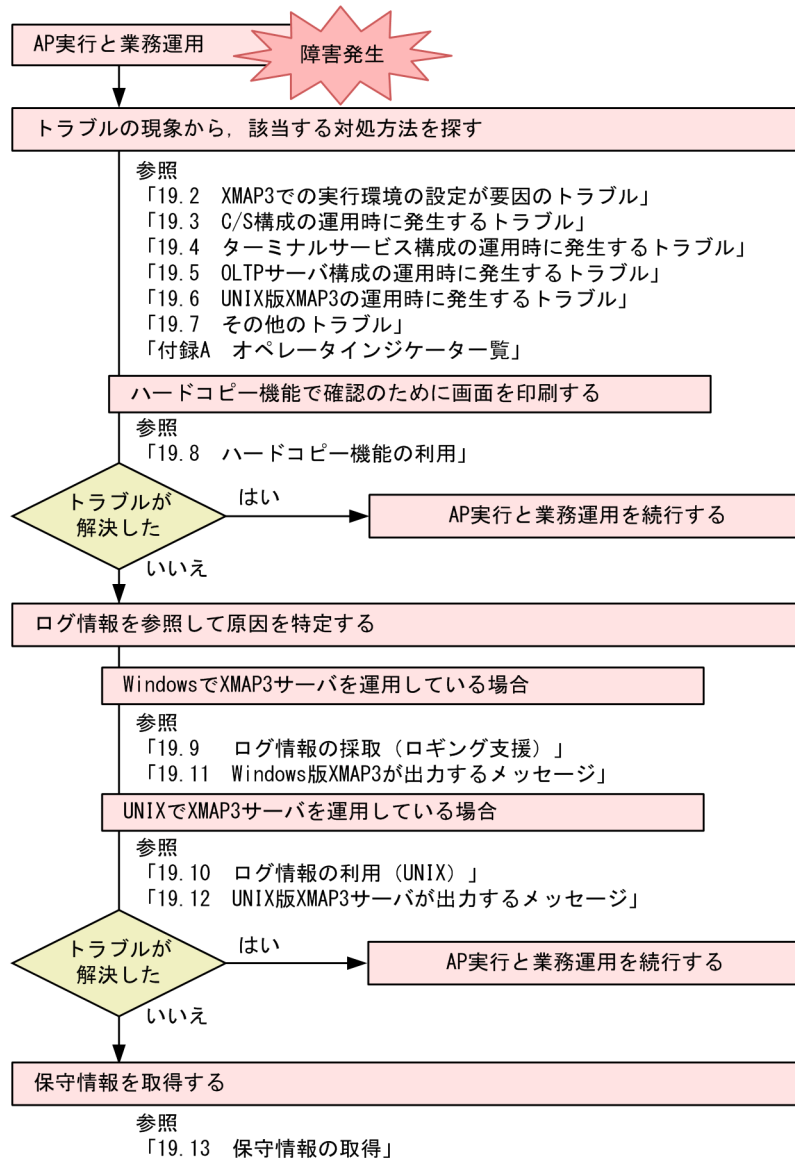 AP実行と業務運用
障害発生
トラブルの現象から，該当する対処方法を探す
参照
「19.2　XMAP3での実行環境の設定が要因のトラブル」
「19.3　C/S構成の運用時に発生するトラブル」
「19.4　ターミナルサービス構成の運用時に発生するトラブル」
「19.5　OLTPサーバ構成の運用時に発生するトラブル」
「19.6　UNIX版XMAP3の運用時に発生するトラブル」
「19.7　その他のトラブル」
「付録A　オペレータインジケーター覧」
ハードコピー機能で確認のために画面を印刷する
参照
「19.8　ハードコピー機能の利用」
トラブルが
解決した
はい
AP実行と業務運用を続行する
いいえ
ログ情報を参照して原因を特定する
WindowsでXMAP3サーバを運用している場合
参照
「19.9　ログ情報の採取（ロギング支援）」
「19.11　Windows版XMAP3が出力するメッセージ」
UNIXでXMAP3サーバを運用している場合
参照
「19.10　ログ情報の利用（UNIX）」
「19.12　UNIX版XMAP3サーバが出力するメッセージ」
トラブルが
解決した
はい
AP実行と業務運用を続行する
いいえ
保守情報を取得する
参照
「19.13　保守情報の取得」